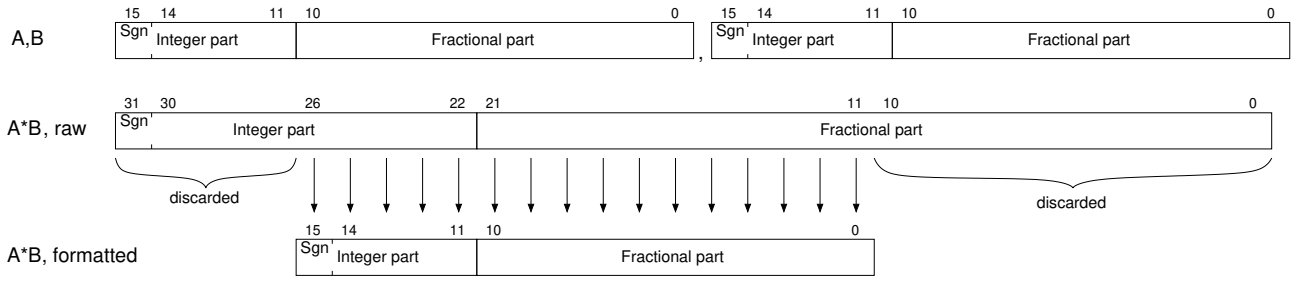 15 14 11 10 0 15 14 11 10 0
A,B Sgn Integer part Fractional part , Sgn Integer part Fractional part
31 30 26 22 21 11 10 0
A*B, raw Sgn Integer part Fractional part
discarded discarded
15 14 11 10 0
A*B, formatted Sgn Integer part Fractional part